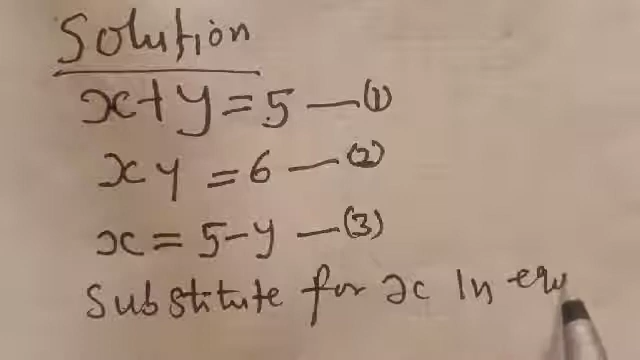 Solution
x+y=5—(1)
xy=6—(2)
x=5-y—(3)
Substitute for x In